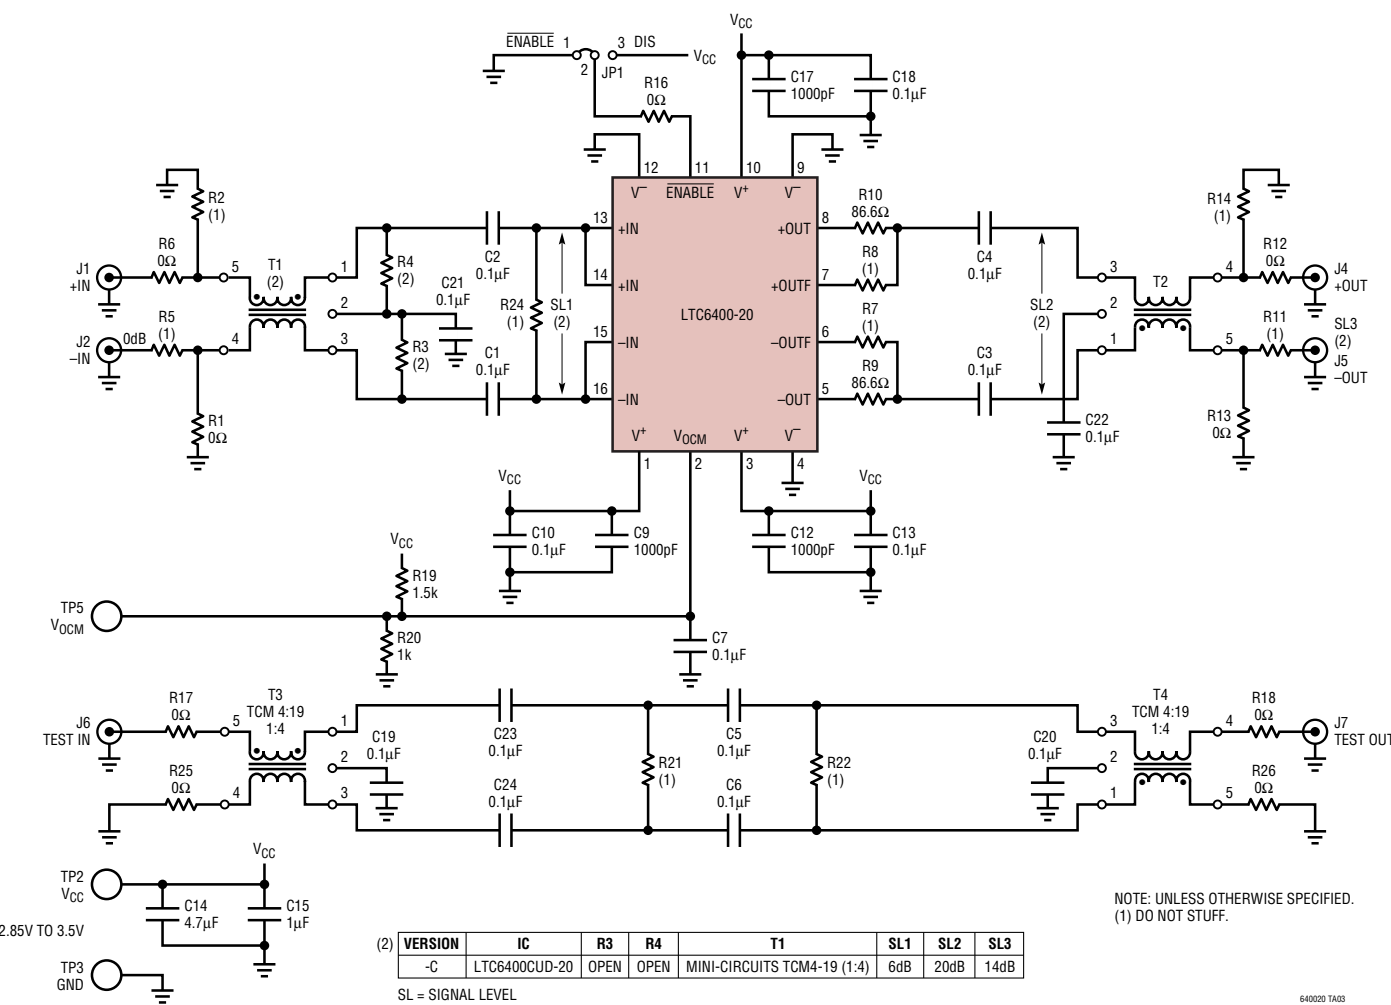 VCC
ENABLE 1
3 DIS
VCC
2
JP1
R16
0Ω
C17
1000pF
C18
0.1µF
12
11
10
9
V–
ENABLE
V+
V–
R2
(1)
R6
0Ω
J1
+IN
5
T1
(2)
1
R4
(2)
C21
0.1µF
2
C2
0.1µF
R24
(1)
SL1
(2)
13
+IN
14
+IN
15
–IN
16
–IN
LTC6400-20
+OUT
8
+OUTF
7
–OUTF
6
–OUT
5
R10
86.6Ω
R8
(1)
R7
(1)
R9
86.6Ω
C4
0.1µF
C3
0.1µF
SL2
(2)
3
2
1
T2
4
5
R14
(1)
R12
0Ω
J4
+OUT
R11
(1)
SL3
(2)
J5
–OUT
R13
0Ω
C22
0.1µF
J2
–IN
0dB
R5
(1)
4
3
R3
(2)
C1
0.1µF
R1
0Ω
V+
VOCM
V+
V–
1
2
3
4
VCC
C10
0.1µF
C9
1000pF
C12
1000pF
VCC
C13
0.1µF
VCC
R19
1.5k
TP5
VOCM
R20
1k
C7
0.1µF
R17
0Ω
J6
TEST IN
R25
0Ω
5
4
T3
TCM 4:19
1:4
1
2
3
C19
0.1µF
C23
0.1µF
C24
0.1µF
R21
(1)
C5
0.1µF
C6
0.1µF
R22
(1)
C20
0.1µF
3
2
1
T4
TCM 4:19
1:4
4
5
R18
0Ω
J7
TEST OUT
R26
0Ω
VCC
TP2
VCC
2.85V TO 3.5V
C14
4.7µF
C15
1µF
TP3
GND
NOTE: UNLESS OTHERWISE SPECIFIED.
(1) DO NOT STUFF.
(2) VERSION IC R3 R4 T1 SL1 SL2 SL3
-C LTC6400CUD-20 OPEN OPEN MINI-CIRCUITS TCM4-19 (1:4) 6dB 20dB 14dB
SL = SIGNAL LEVEL
640020 TA03